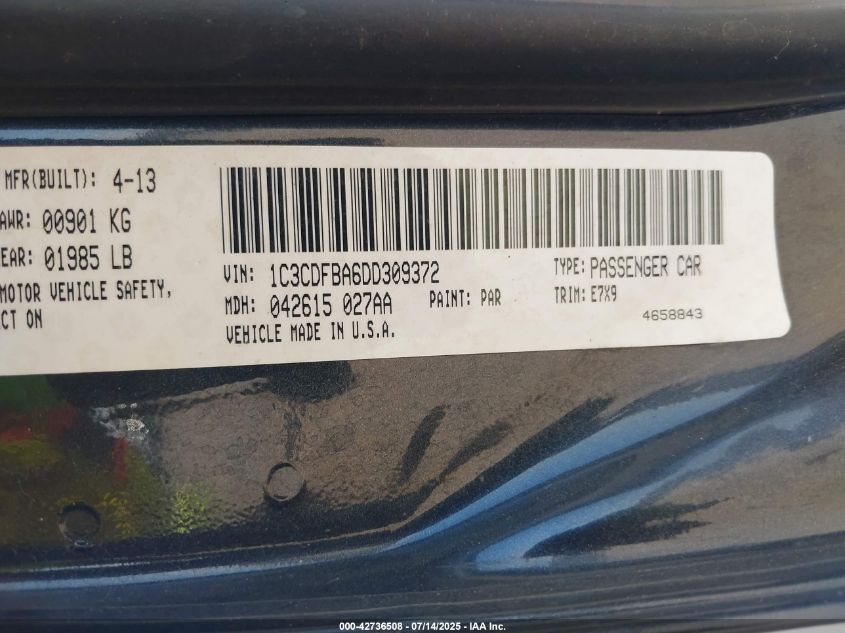 MFR(BUILT): 4-13
AWR: 00901 KG
EAR: 01985 LB
MOTOR VEHICLE SAFETY,
CT ON
VIN: 1C3CDFBA6DD309372
TYPE: PASSENGER CAR
MDH: 042615 027AA
PAINT: PAR
TRIM: E7X9
VEHICLE MADE IN U.S.A.
4658843
000-42736508 - 07/14/2025 - IAA Inc.